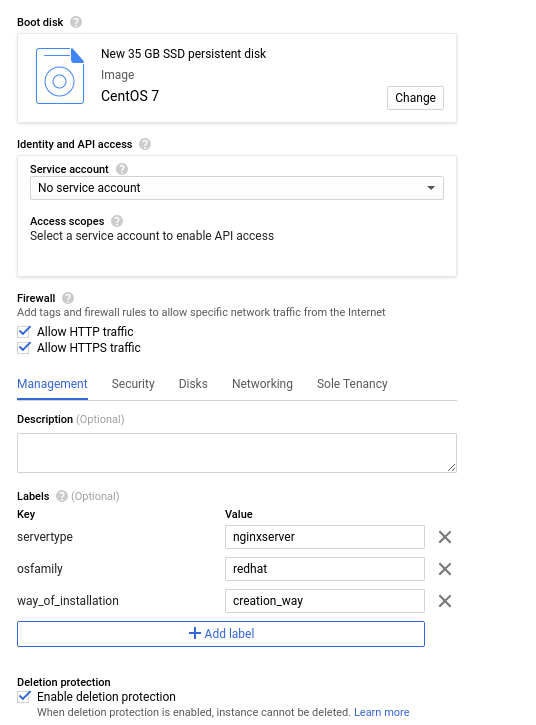 Boot disk ?
New 35 GB SSD persistent disk
Image
CentOS 7
Change
Identity and API access ?
Service account ?
No service account
Access scopes ?
Select a service account to enable API access
Firewall ?
Add tags and firewall rules to allow specific network traffic from the Internet
Allow HTTP traffic
Allow HTTPS traffic
Management Security Disks Networking Sole Tenancy
Description (Optional)
Labels ? (Optional)
Key Value
servertype nginxserver
osfamily redhat
way_of_installation creation_way
+ Add label
Deletion protection
Enable deletion protection
When deletion protection is enabled, instance cannot be deleted. Learn more